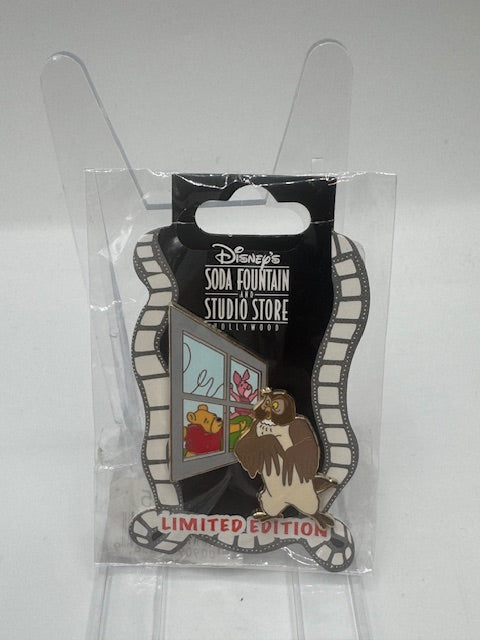 Disney's
SODA FOUNTAIN
AND
STUDIO STORE
HOLLYWOOD
LIMITED EDITION